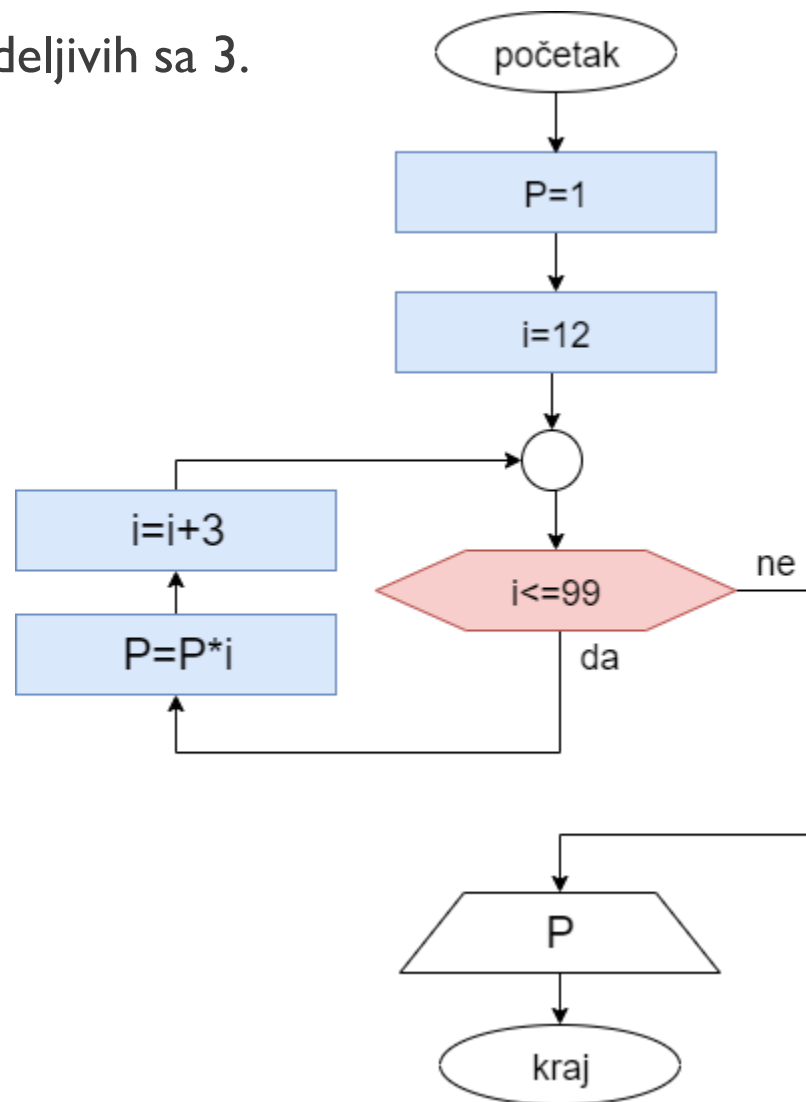 deljivih sa 3.
početak
P=1
i=12
i=i+3
i<=99
ne
P=P*i
da
P
kraj